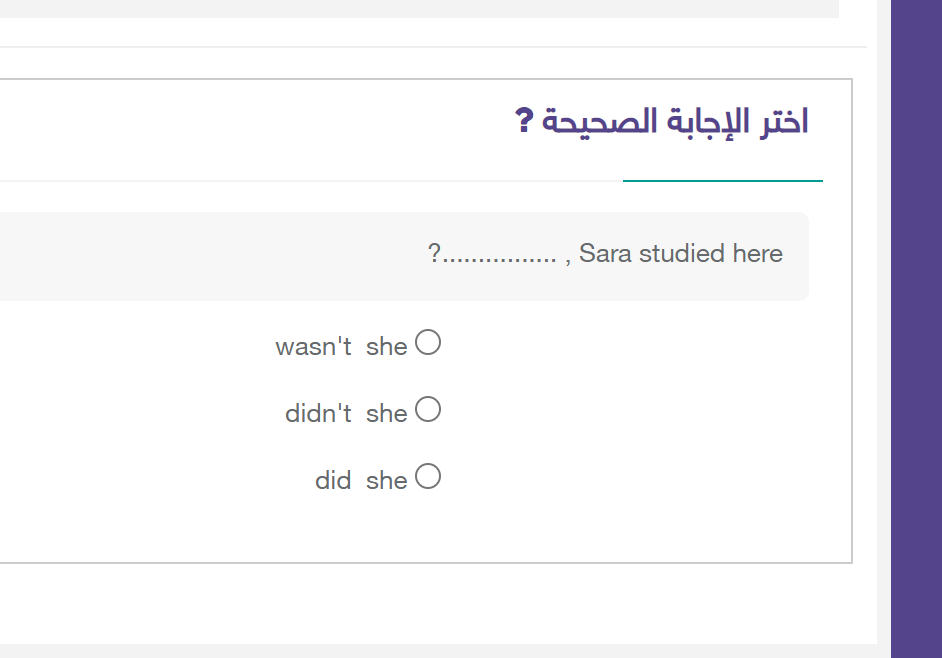 اختر الإجابة الصحيحة ?
Sara studied here , ................?
wasn't she
didn't she
did she